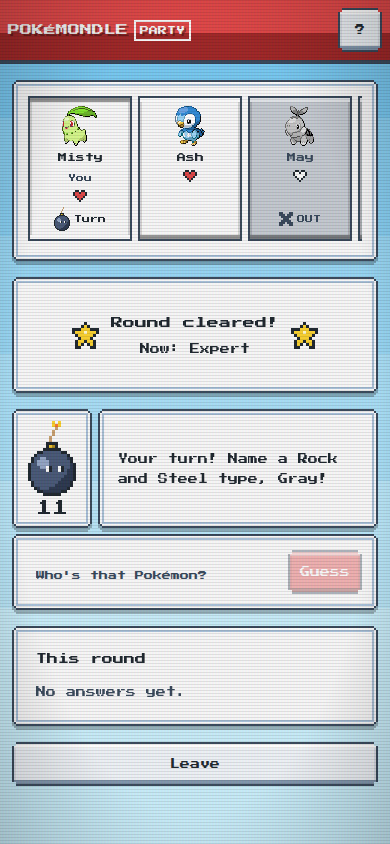 POKéMONDLE PARTY
?
Misty
You
Turn
Ash
May
OUT
Round cleared!
Now: Expert
11
Your turn! Name a Rock
and Steel type, Gray!
Who's that Pokémon?
Guess
This round
No answers yet.
Leave